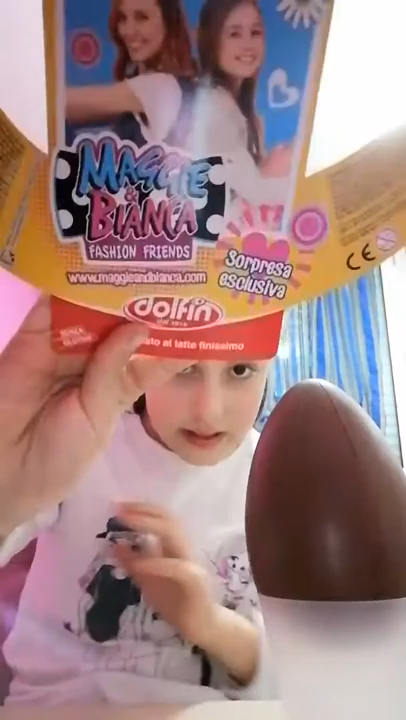 MAGGIE
&
BIANCA
FASHION FRIENDS
www.maggieandbianca.com
Sorpresa
esclusiva
CE
dolfin
ato al latte finissimo